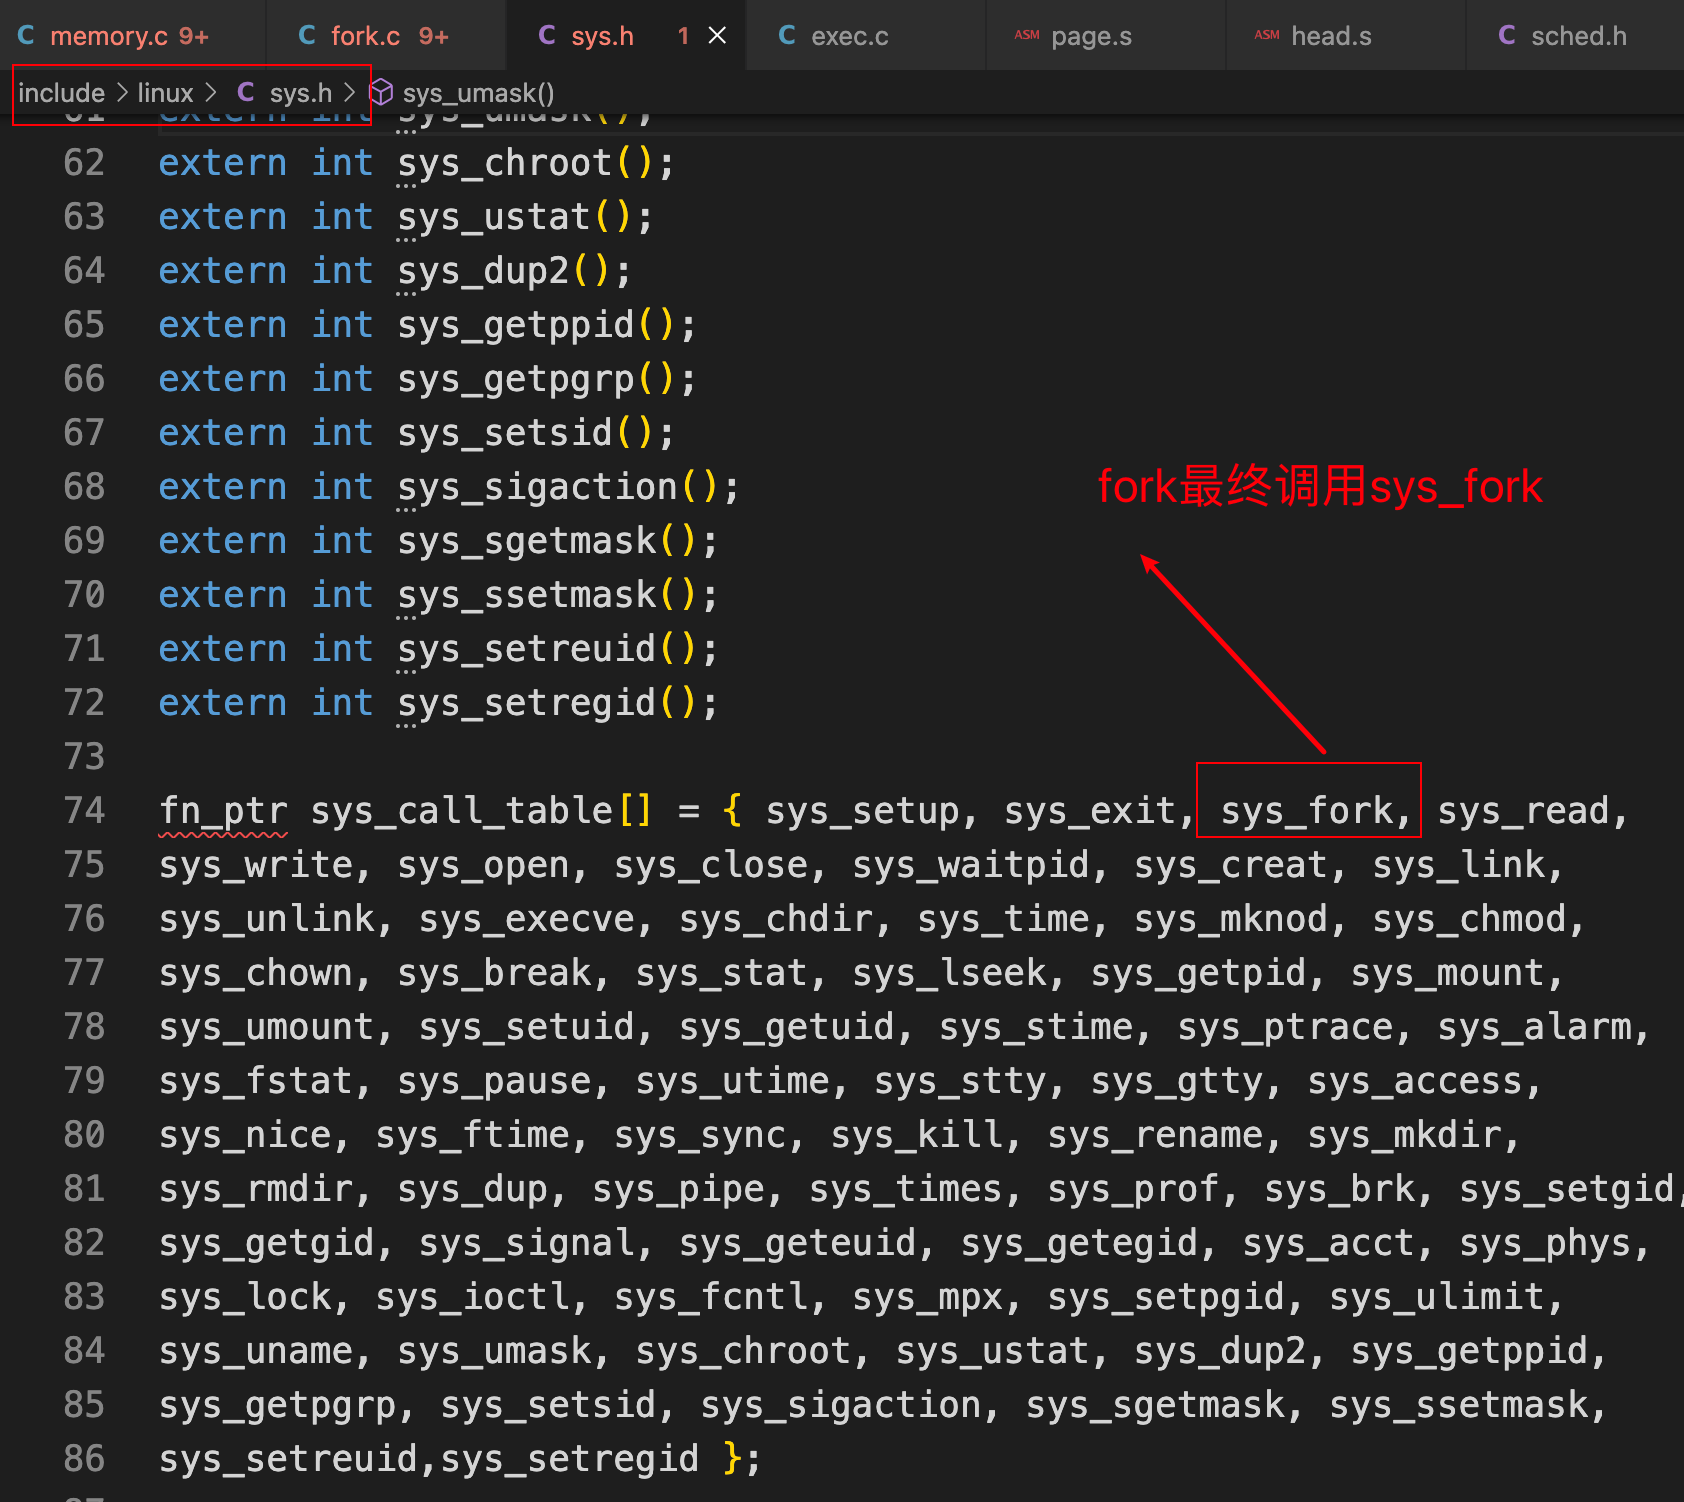 C memory.c 9+ C fork.c 9+ C sys.h 1 × C exec.c ASM page.s ASM head.s C sched.h
include > linux > C sys.h > sys_umask()
61 extern int sys_umask();
62 extern int sys_chroot();
63 extern int sys_ustat();
64 extern int sys_dup2();
65 extern int sys_getppid();
66 extern int sys_getpgrp();
67 extern int sys_setsid();
68 extern int sys_sigaction();
fork最终调用sys_fork
69 extern int sys_sgetmask();
70 extern int sys_ssetmask();
71 extern int sys_setreuid();
72 extern int sys_setregid();
73
74 fn_ptr sys_call_table[] = { sys_setup, sys_exit, sys_fork, sys_read,
75 sys_write, sys_open, sys_close, sys_waitpid, sys_creat, sys_link,
76 sys_unlink, sys_execve, sys_chdir, sys_time, sys_mknod, sys_chmod,
77 sys_chown, sys_break, sys_stat, sys_lseek, sys_getpid, sys_mount,
78 sys_umount, sys_setuid, sys_getuid, sys_stime, sys_ptrace, sys_alarm,
79 sys_fstat, sys_pause, sys_utime, sys_stty, sys_gtty, sys_access,
80 sys_nice, sys_ftime, sys_sync, sys_kill, sys_rename, sys_mkdir,
81 sys_rmdir, sys_dup, sys_pipe, sys_times, sys_prof, sys_brk, sys_setgid,
82 sys_getgid, sys_signal, sys_geteuid, sys_getegid, sys_acct, sys_phys,
83 sys_lock, sys_ioctl, sys_fcntl, sys_mpx, sys_setpgid, sys_ulimit,
84 sys_uname, sys_umask, sys_chroot, sys_ustat, sys_dup2, sys_getppid,
85 sys_getpgrp, sys_setsid, sys_sigaction, sys_sgetmask, sys_ssetmask,
86 sys_setreuid,sys_setregid };